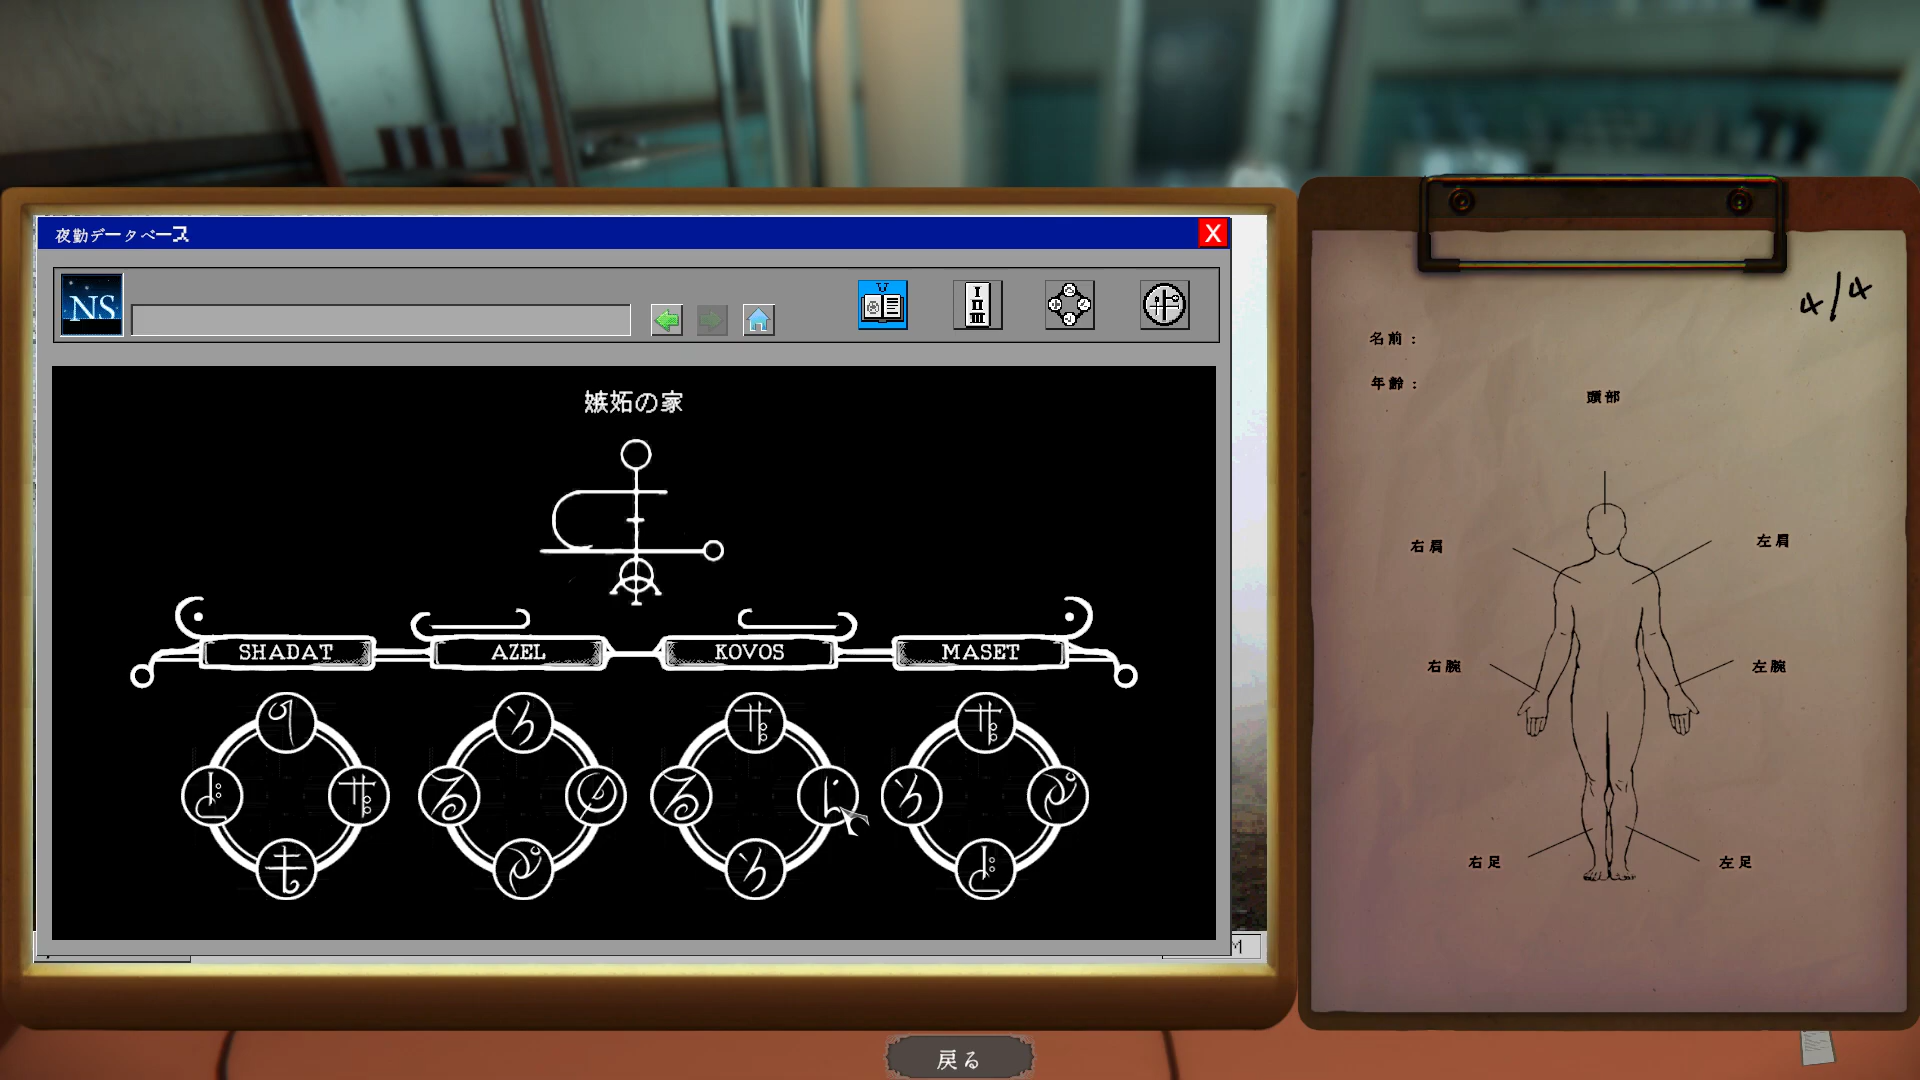 夜勤データベース
NS
I
II
III
嫉妬の家
SHADAT
AZEL
KOVOS
MASET
4/4
名前：
年齢：
頭部
右肩
左肩
右腕
左腕
右足
左足
戻る